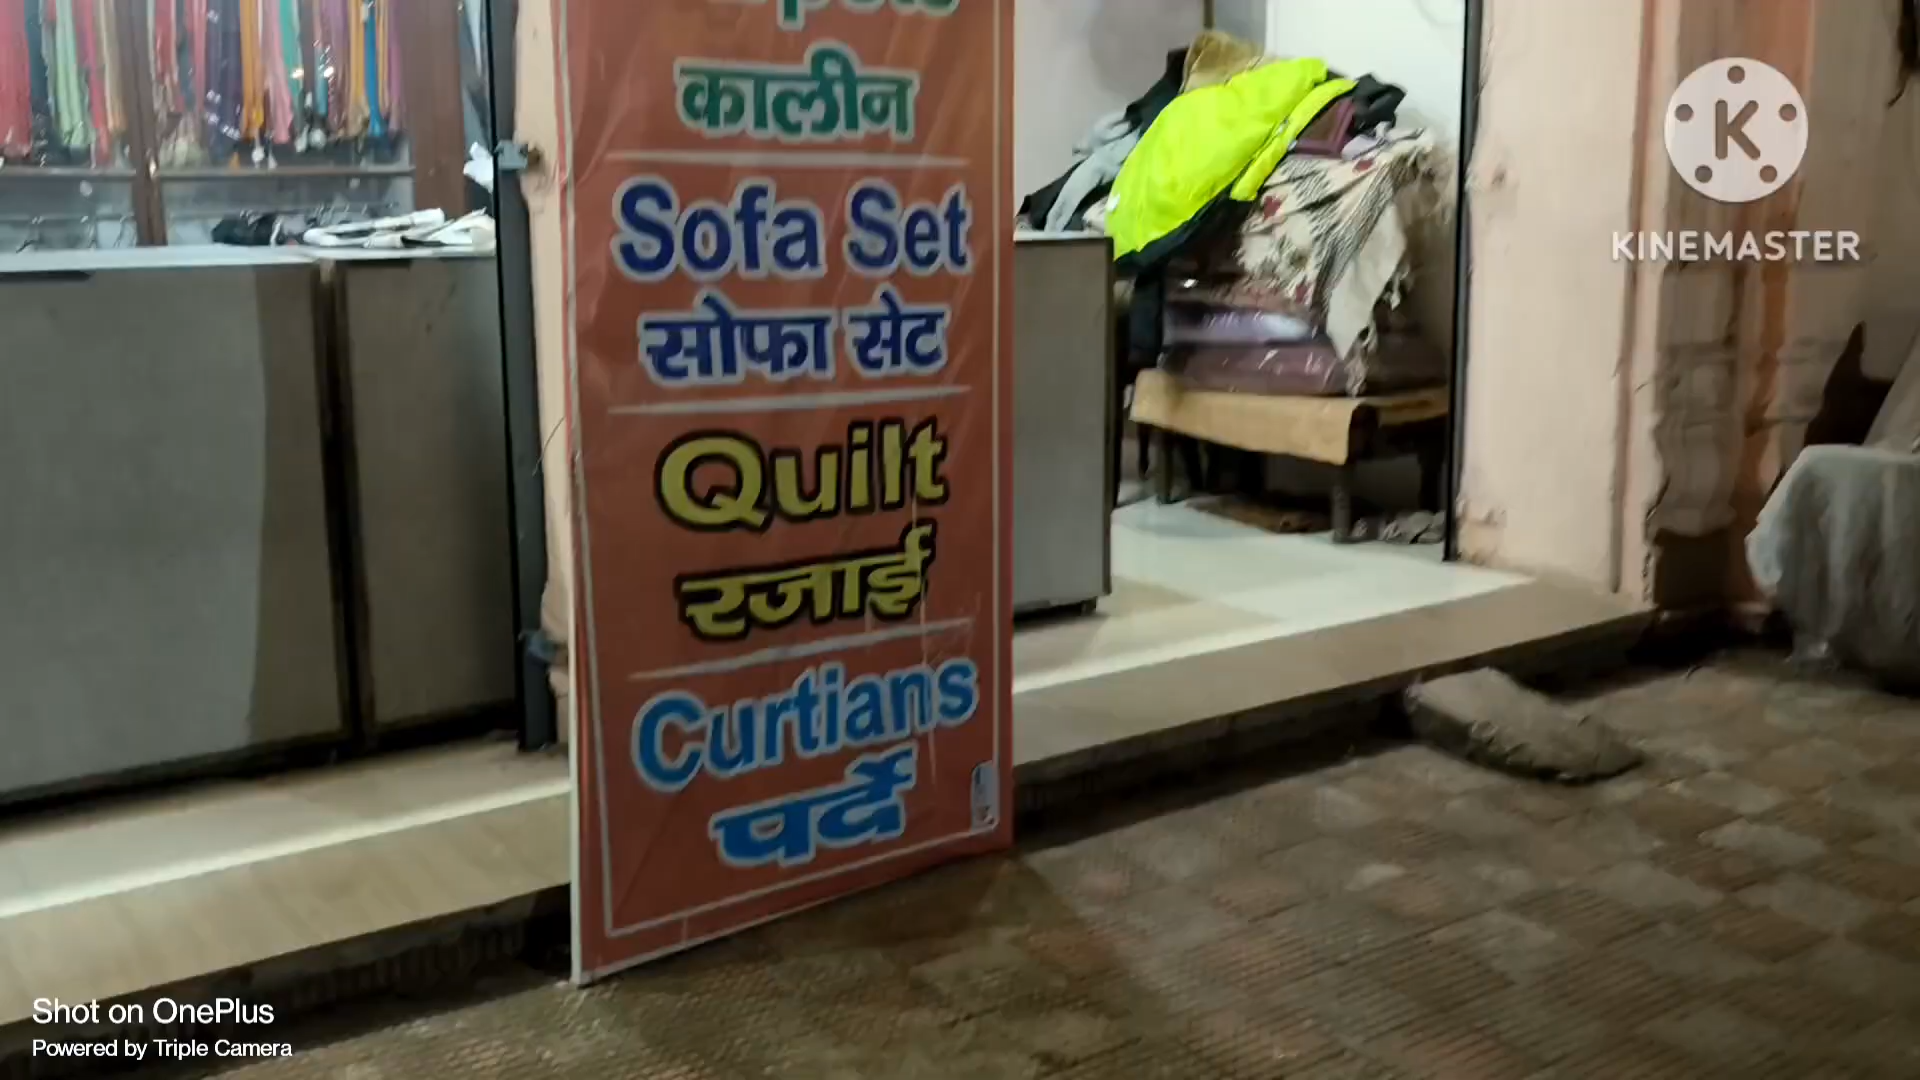 कालीन
Sofa Set
सोफा सेट
Quilt
रजाई
Curtians
पर्दे
K
KINEMASTER
Shot on OnePlus
Powered by Triple Camera